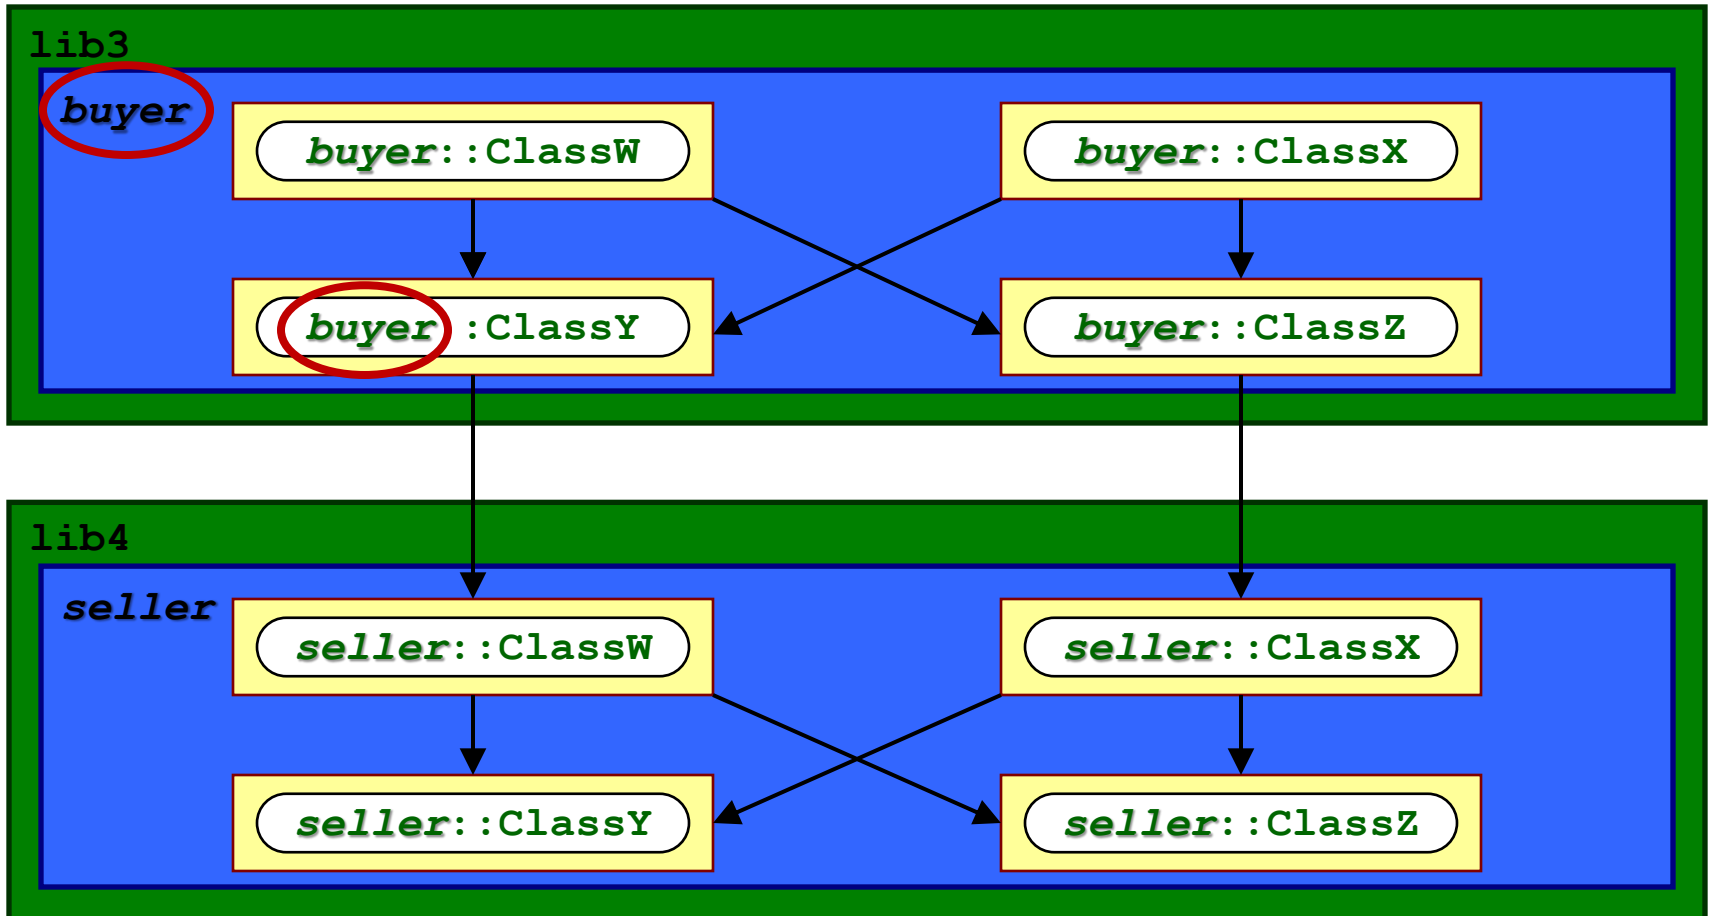 lib3
buyer
buyer::ClassW
buyer::ClassX
buyer::ClassY
buyer::ClassZ
lib4
seller
seller::ClassW
seller::ClassX
seller::ClassY
seller::ClassZ